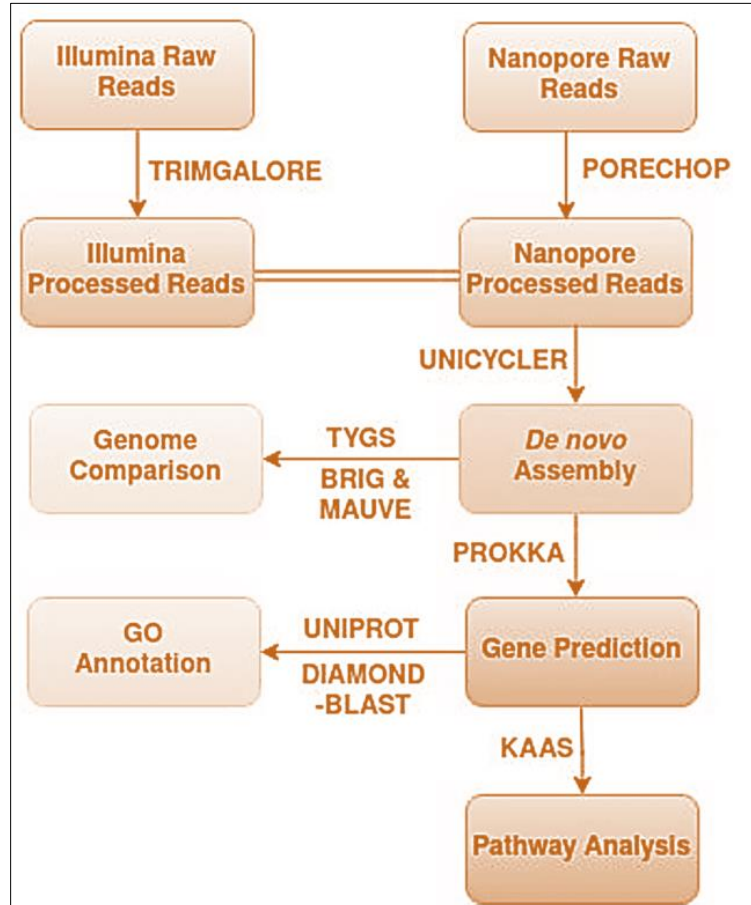 Illumina Raw
Reads
Nanopore Raw
Reads
TRIMGALORE
PORECHOP
Illumina
Processed Reads
Nanopore
Processed Reads
UNICYCLER
Genome
Comparison
TYGS
BRIG &
MAUVE
De novo
Assembly
PROKKA
GO
Annotation
UNIPROT
DIAMOND
-BLAST
Gene Prediction
KAAS
Pathway Analysis